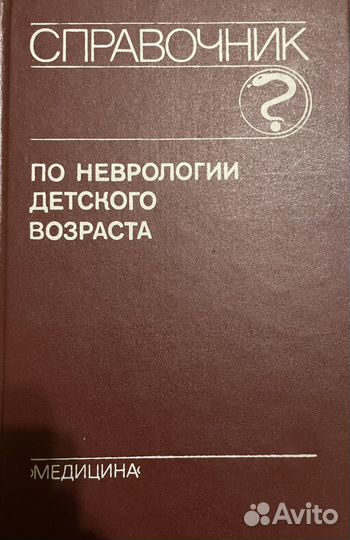 СПРАВОЧНИК
?
ПО НЕВРОЛОГИИ
ДЕТСКОГО
ВОЗРАСТА
›МЕДИЦИНА‹
Avito